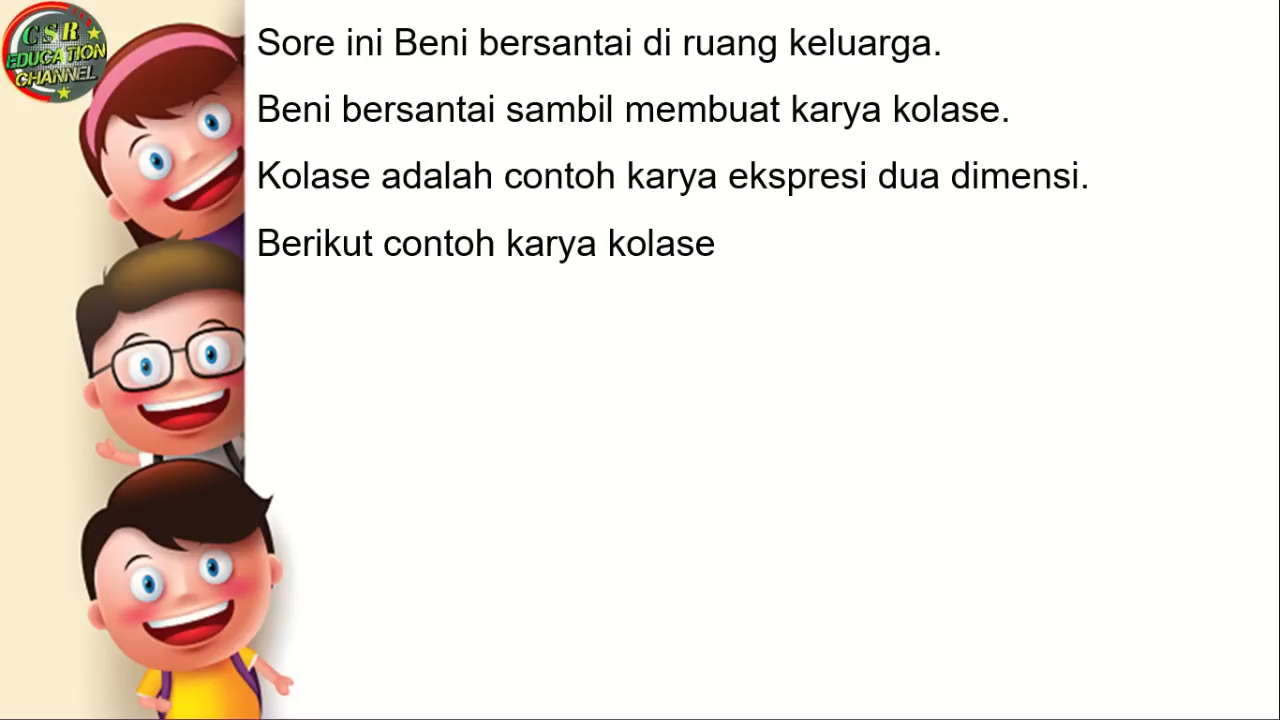 CSR
EDUCATION
CHANNEL
Sore ini Beni bersantai di ruang keluarga.
Beni bersantai sambil membuat karya kolase.
Kolase adalah contoh karya ekspresi dua dimensi.
Berikut contoh karya kolase